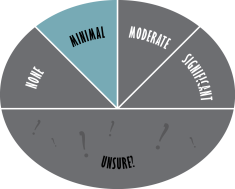 NONE
MINIMAL
MODERATE
SIGNIFICANT
! ! ! ! ! !
UNSURE?